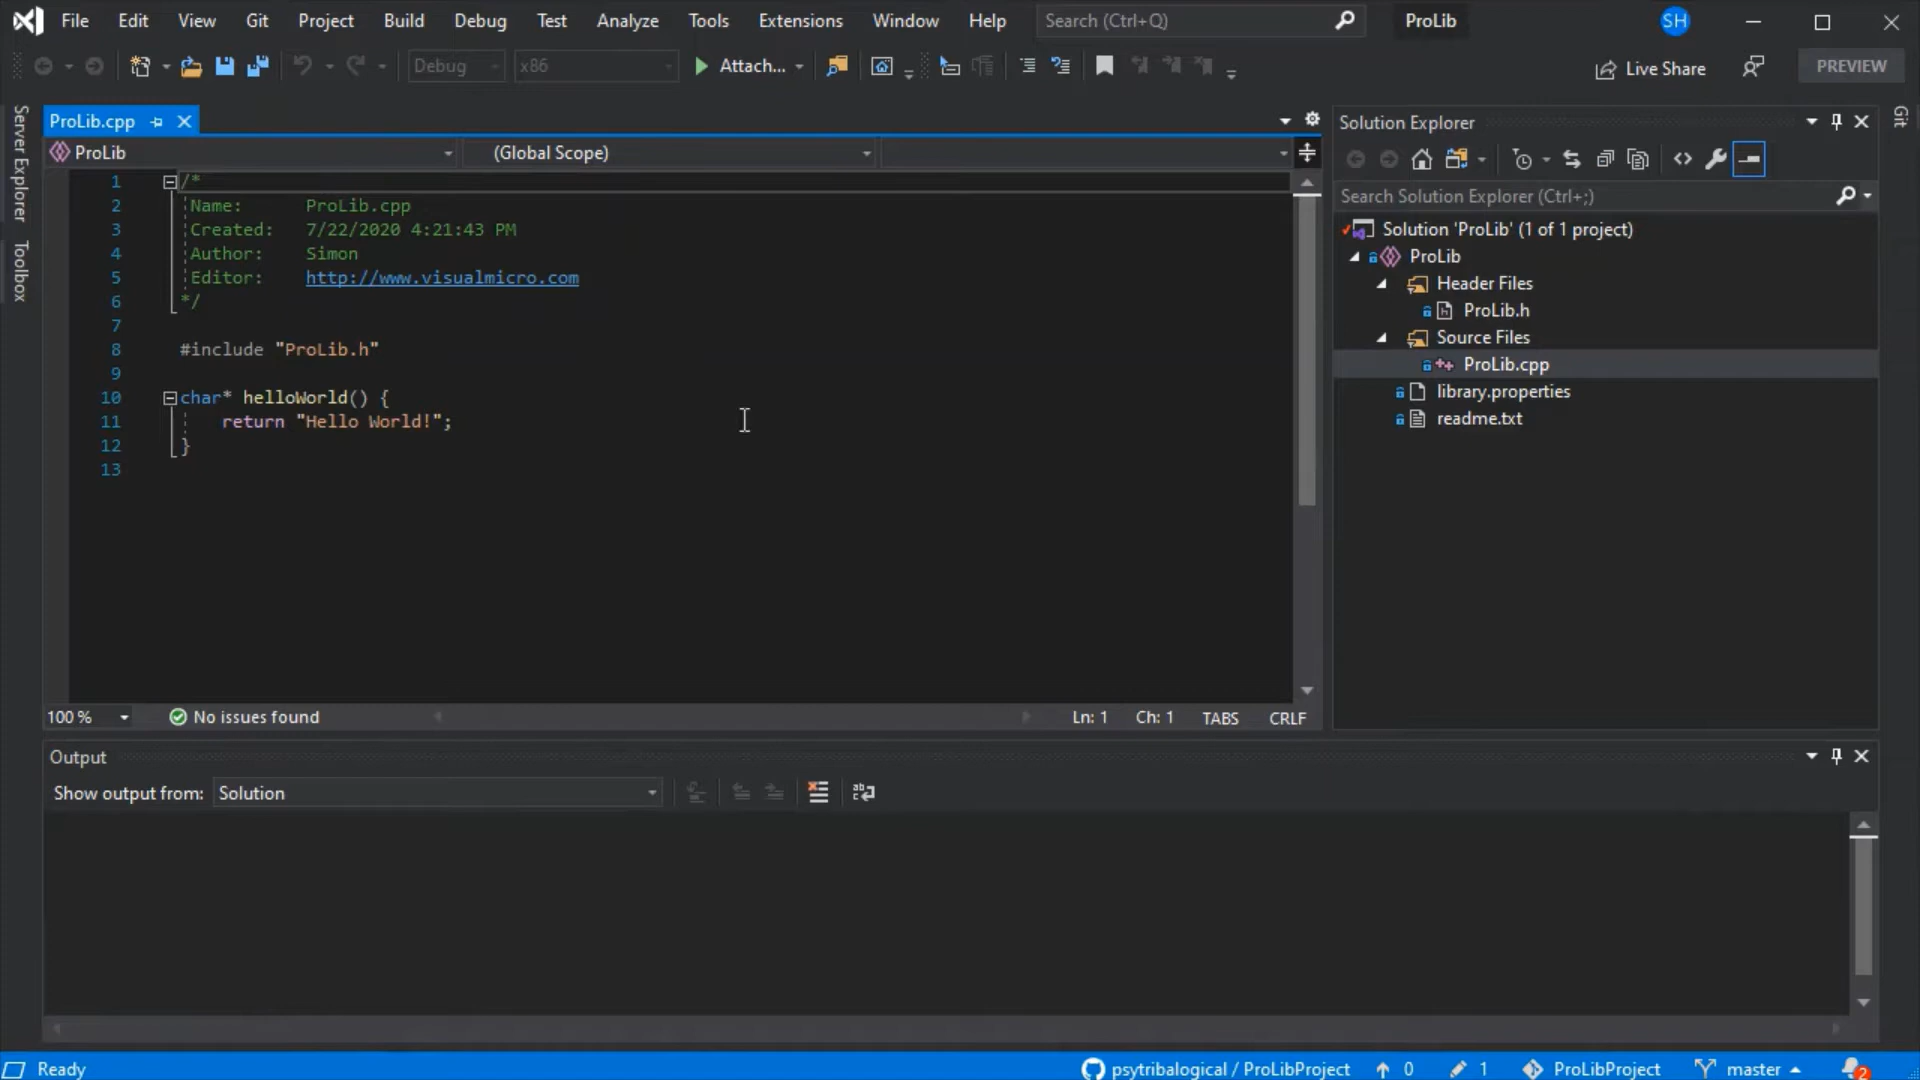 File Edit View Git Project Build Debug Test Analyze Tools Extensions Window Help Search (Ctrl+Q) ProLib SH
Debug x86 Attach... Live Share PREVIEW
Server Explorer
Toolbox
ProLib.cpp
ProLib (Global Scope)
1 /*
2 Name: ProLib.cpp
3 Created: 7/22/2020 4:21:43 PM
4 Author: Simon
5 Editor: http://www.visualmicro.com
6 */
7
8 #include "ProLib.h"
9
10 char* helloWorld() {
11 return "Hello World!";
12 }
13
100 % No issues found Ln: 1 Ch: 1 TABS CRLF
Solution Explorer
Search Solution Explorer (Ctrl+;)
Solution 'ProLib' (1 of 1 project)
ProLib
Header Files
ProLib.h
Source Files
ProLib.cpp
library.properties
readme.txt
Git
Output
Show output from: Solution
Ready psytribalogical / ProLibProject 0 1 ProLibProject master 2